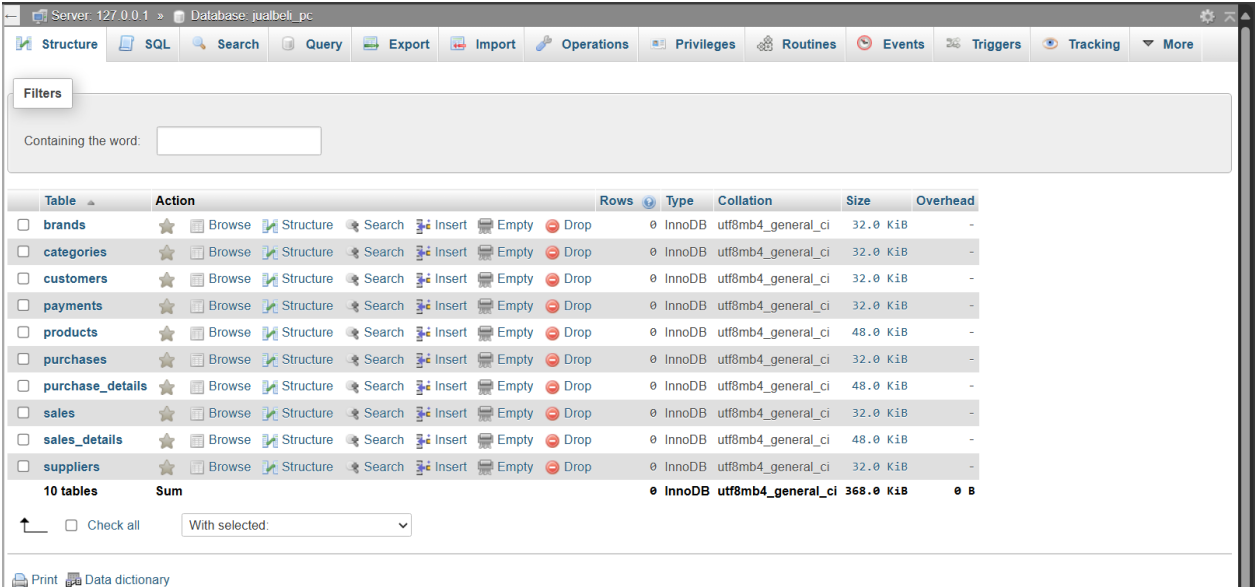 Server: 127.0.0.1 » Database: jualbeli_pc
Structure SQL Search Query Export Import Operations Privileges Routines Events Triggers Tracking More
Filters
Containing the word:
Table Action Rows Type Collation Size Overhead
brands Browse Structure Search Insert Empty Drop 0 InnoDB utf8mb4_general_ci 32.0 KiB -
categories Browse Structure Search Insert Empty Drop 0 InnoDB utf8mb4_general_ci 32.0 KiB -
customers Browse Structure Search Insert Empty Drop 0 InnoDB utf8mb4_general_ci 32.0 KiB -
payments Browse Structure Search Insert Empty Drop 0 InnoDB utf8mb4_general_ci 32.0 KiB -
products Browse Structure Search Insert Empty Drop 0 InnoDB utf8mb4_general_ci 48.0 KiB -
purchases Browse Structure Search Insert Empty Drop 0 InnoDB utf8mb4_general_ci 32.0 KiB -
purchase_details Browse Structure Search Insert Empty Drop 0 InnoDB utf8mb4_general_ci 48.0 KiB -
sales Browse Structure Search Insert Empty Drop 0 InnoDB utf8mb4_general_ci 32.0 KiB -
sales_details Browse Structure Search Insert Empty Drop 0 InnoDB utf8mb4_general_ci 48.0 KiB -
suppliers Browse Structure Search Insert Empty Drop 0 InnoDB utf8mb4_general_ci 32.0 KiB -
10 tables Sum 0 InnoDB utf8mb4_general_ci 368.0 KiB 0 B
Check all With selected:
Print Data dictionary